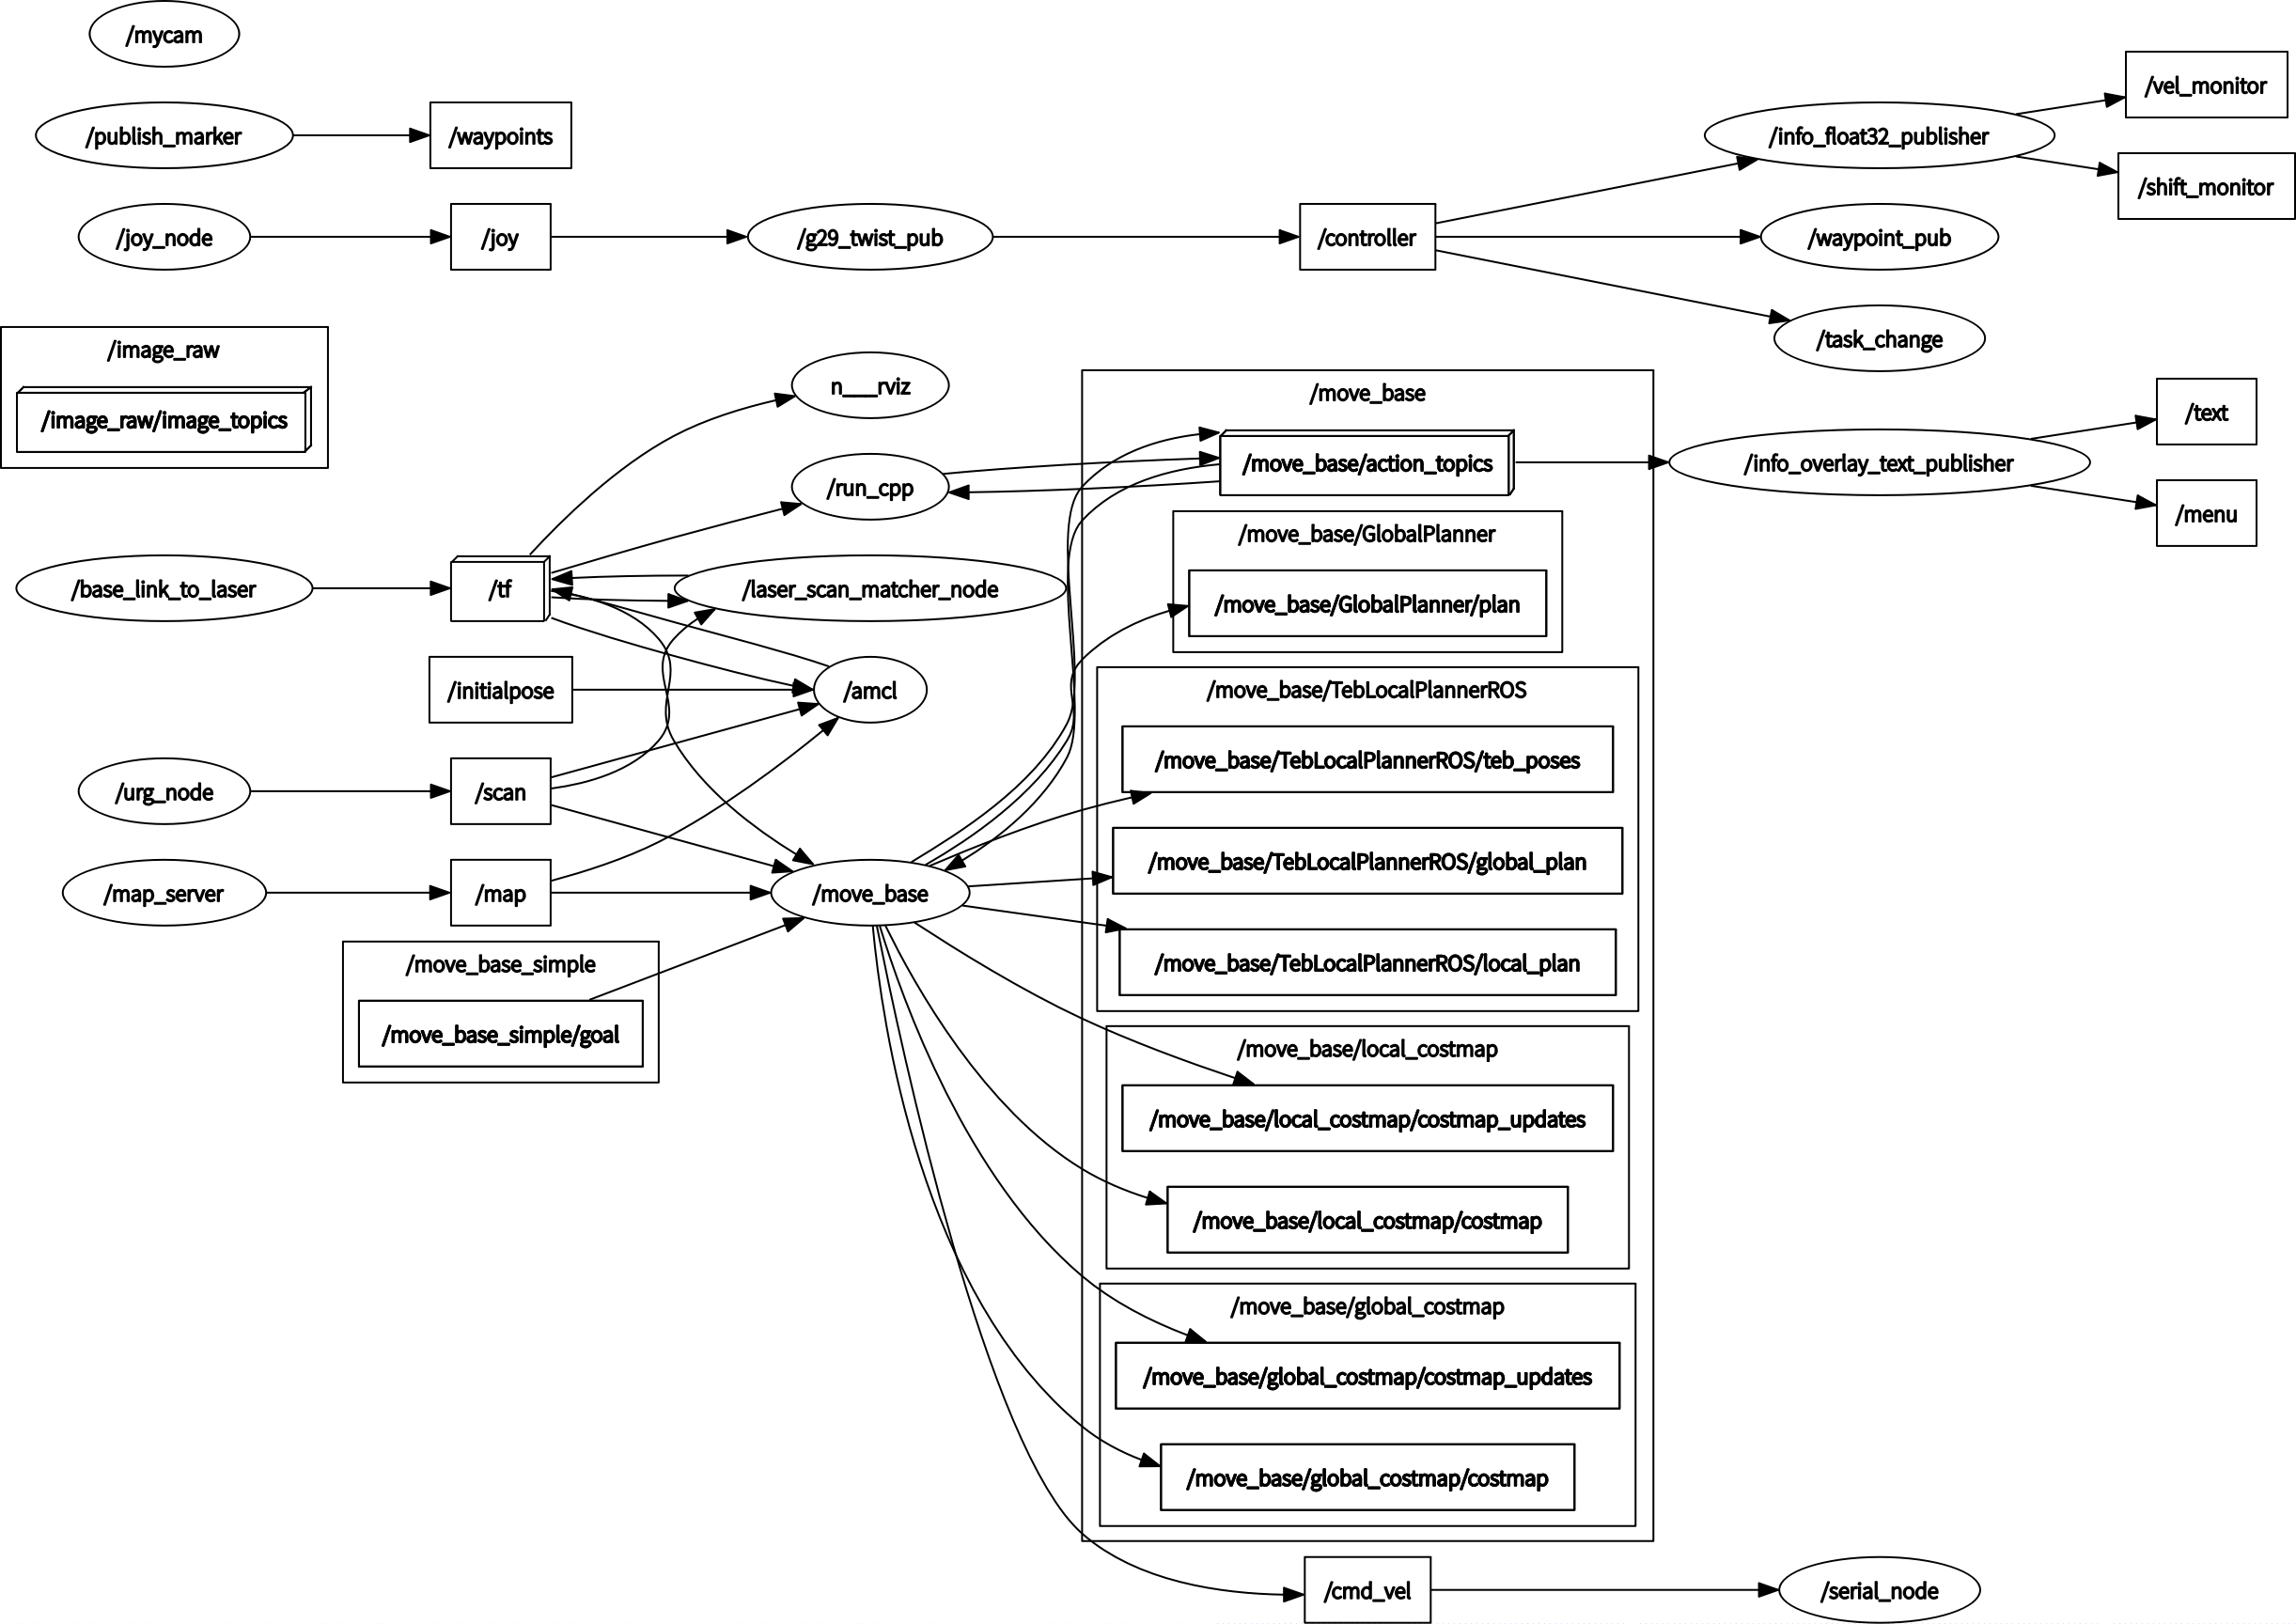 /mycam
/publish_marker
/waypoints
/joy_node
/joy
/g29_twist_pub
/controller
/info_float32_publisher
/vel_monitor
/shift_monitor
/waypoint_pub
/task_change
/image_raw
/image_raw/image_topics
n___rviz
/run_cpp
/base_link_to_laser
/tf
/laser_scan_matcher_node
/initialpose
/amcl
/urg_node
/scan
/map_server
/map
/move_base
/move_base_simple
/move_base_simple/goal
/move_base
/move_base/action_topics
/move_base/GlobalPlanner
/move_base/GlobalPlanner/plan
/move_base/TebLocalPlannerROS
/move_base/TebLocalPlannerROS/teb_poses
/move_base/TebLocalPlannerROS/global_plan
/move_base/TebLocalPlannerROS/local_plan
/move_base/local_costmap
/move_base/local_costmap/costmap_updates
/move_base/local_costmap/costmap
/move_base/global_costmap
/move_base/global_costmap/costmap_updates
/move_base/global_costmap/costmap
/info_overlay_text_publisher
/text
/menu
/cmd_vel
/serial_node